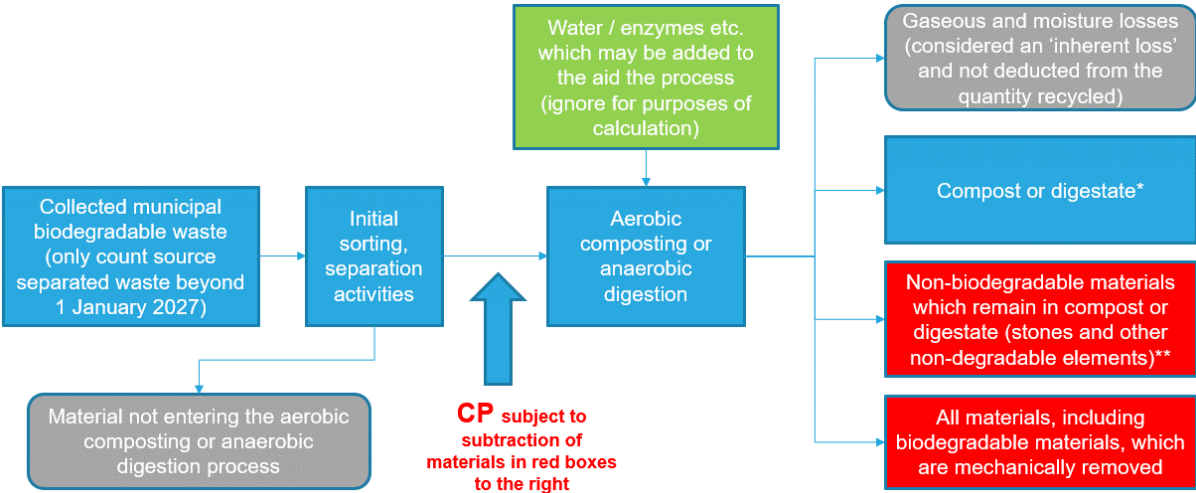 Water / enzymes etc.
which may be added to
the aid the process
(ignore for purposes of
calculation)
Gaseous and moisture losses
(considered an ‘inherent loss’
and not deducted from the
quantity recycled)
Collected municipal
biodegradable waste
(only count source
separated waste beyond
1 January 2027)
Initial
sorting,
separation
activities
Aerobic
composting or
anaerobic
digestion
Compost or digestate*
Non-biodegradable materials
which remain in compost or
digestate (stones and other
non-degradable elements)**
Material not entering the aerobic
composting or anaerobic
digestion process
CP subject to
subtraction of
materials in red boxes
to the right
All materials, including
biodegradable materials, which
are mechanically removed